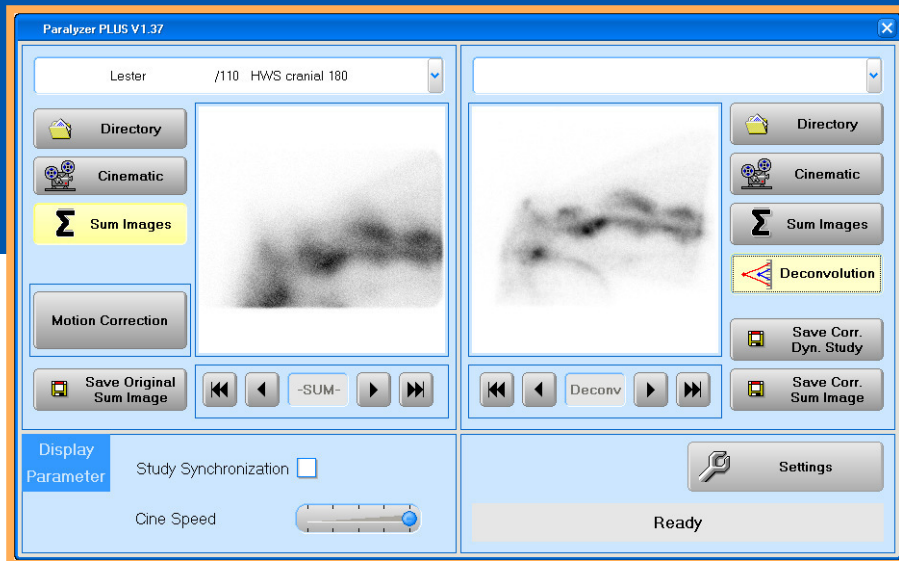 Paralyzer PLUS V1.37
Lester /110 HWS cranial 180
Directory
Cinematic
Σ Sum Images
Motion Correction
Save Original
Sum Image
-SUM-
Directory
Cinematic
Σ Sum Images
Deconvolution
Save Corr.
Dyn. Study
Save Corr.
Sum Image
Deconv
Display
Parameter
Study Synchronization
Cine Speed
Settings
Ready